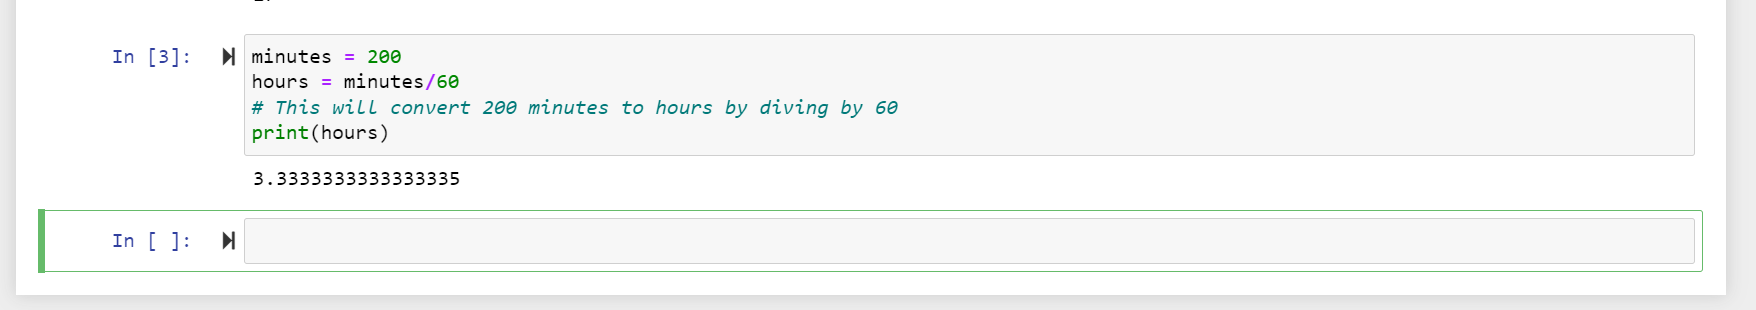 In [3]:
minutes = 200
hours = minutes/60
# This will convert 200 minutes to hours by diving by 60
print(hours)
3.3333333333333335
In [ ]: